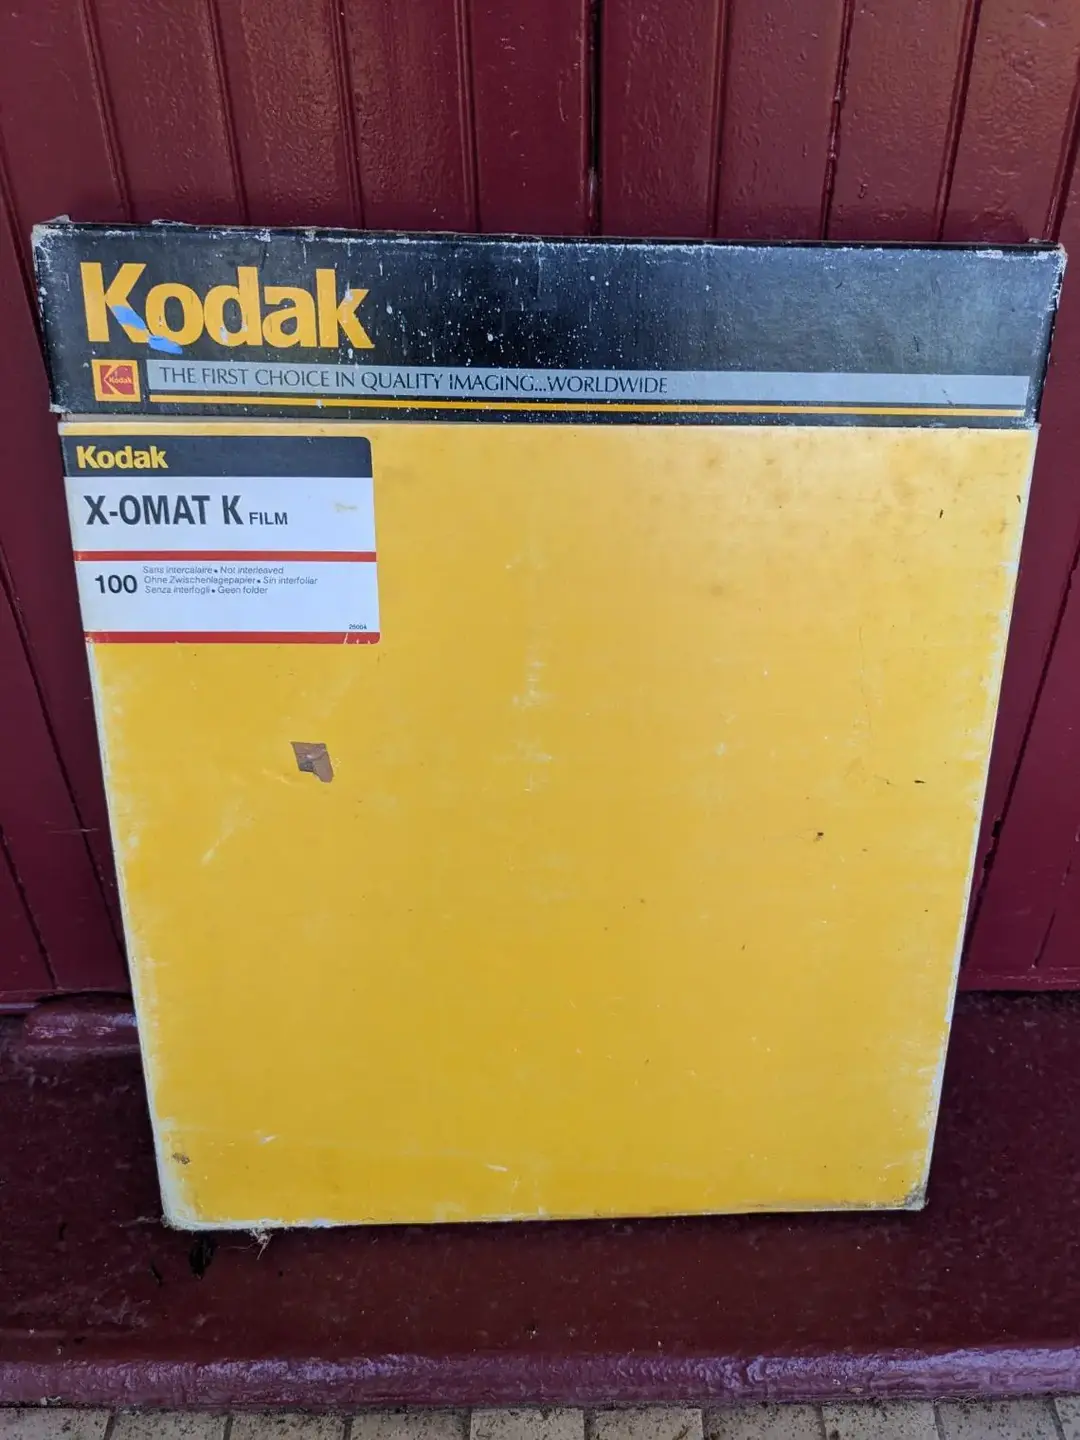 Kodak
Kodak
THE FIRST CHOICE IN QUALITY IMAGING...WORLDWIDE
Kodak
X-OMAT K FILM
100
Sans intercalaire • Not interleaved
Ohne Zwischenlagepapier • Sin interfoliar
Senza interfogli • Geen folder